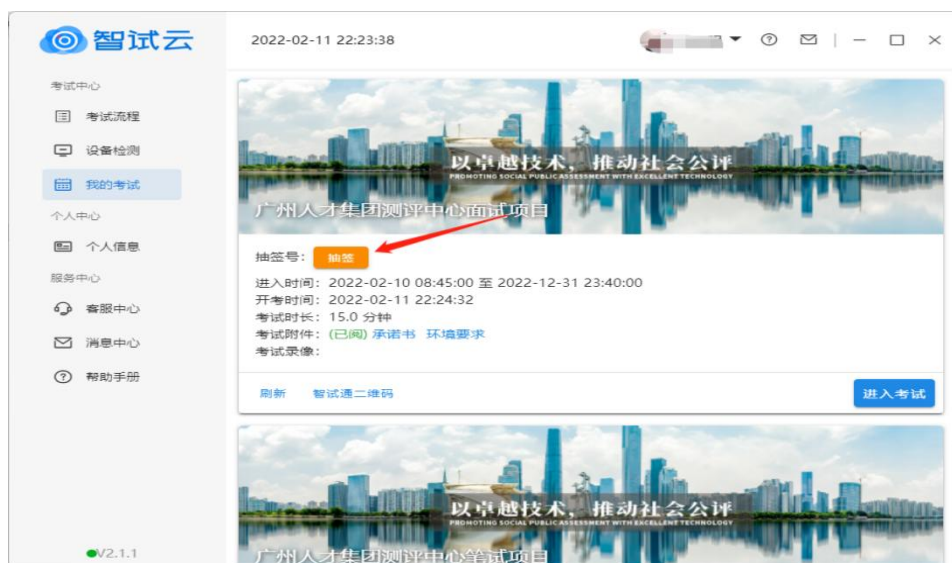 智试云
2022-02-11 22:23:38
考试中心
考试流程
设备检测
我的考试
个人中心
个人信息
服务中心
客服中心
消息中心
帮助手册
V2.1.1
以卓越技术，推动社会公评
PROMOTING SOCIAL PUBLIC ASSESSMENT WITH EXCELLENT TECHNOLOGY
广州人才集团测评中心面试项目
抽签号： 抽签
进入时间：2022-02-10 08:45:00 至 2022-12-31 23:40:00
开考时间：2022-02-11 22:24:32
考试时长：15.0 分钟
考试附件：(已阅) 承诺书 环境要求
考试录像：
刷新 智试通二维码 进入考试
以卓越技术，推动社会公评
PROMOTING SOCIAL PUBLIC ASSESSMENT WITH EXCELLENT TECHNOLOGY
广州人才集团测评中心笔试项目